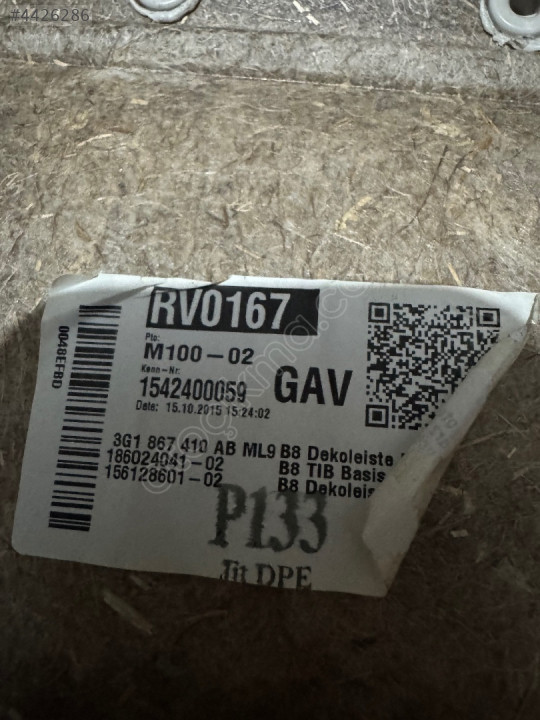 #4426286
RV0167
Pto:
M100-02
Kenn-Nr:
1542400059
GAV
Date: 15.10.2015 15:24:02
3G1 867 410 AB ML9 B8 Dekoleiste
186024041-02 B8 TIB Basis
156128601-02 B8 Dekoleis
P133
Jit DPE
0048EFBD